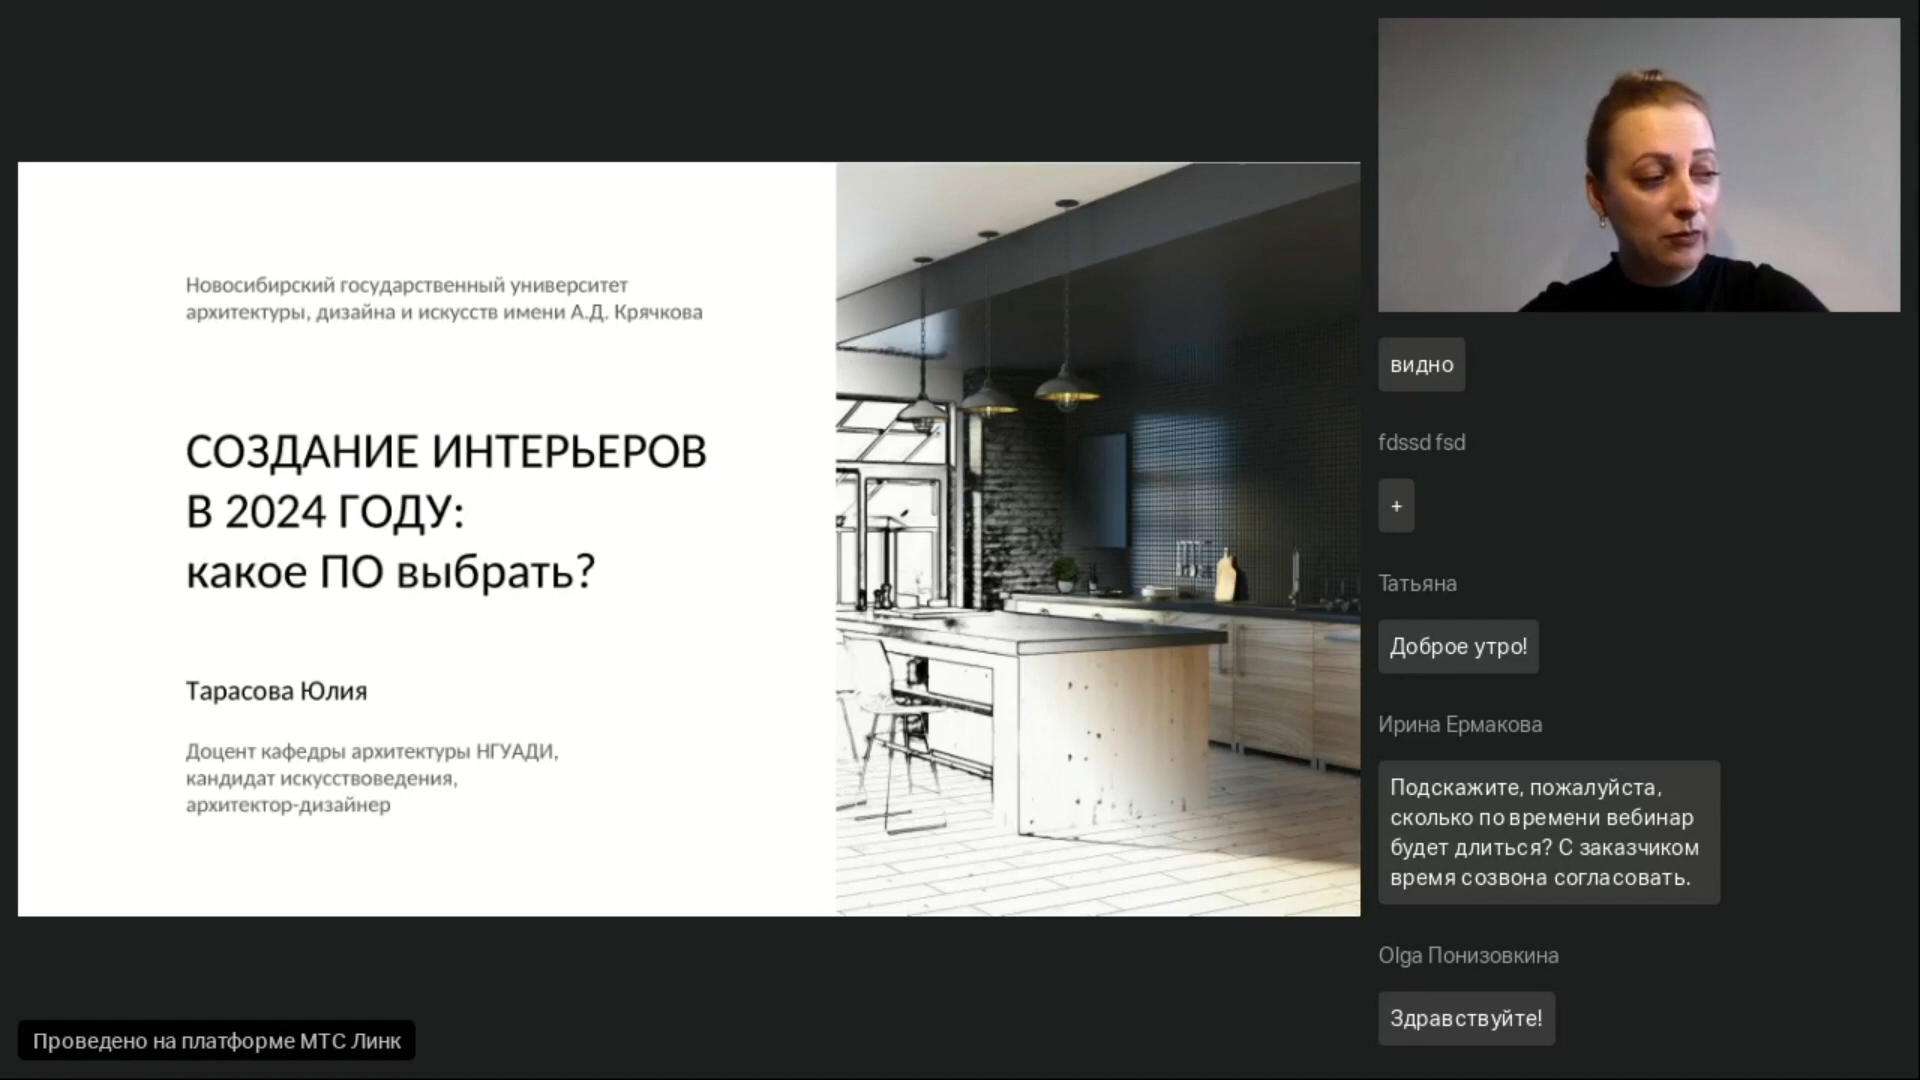 Новосибирский государственный университет
архитектуры, дизайна и искусств имени А.Д. Крячкова
СОЗДАНИЕ ИНТЕРЬЕРОВ
В 2024 ГОДУ:
какое ПО выбрать?
Тарасова Юлия
Доцент кафедры архитектуры НГУАДИ,
кандидат искусствоведения,
архитектор-дизайнер
Проведено на платформе МТС Линк
видно
fdssd fsd
+
Татьяна
Доброе утро!
Ирина Ермакова
Подскажите, пожалуйста,
сколько по времени вебинар
будет длиться? С заказчиком
время созвона согласовать.
Olga Понизовкина
Здравствуйте!